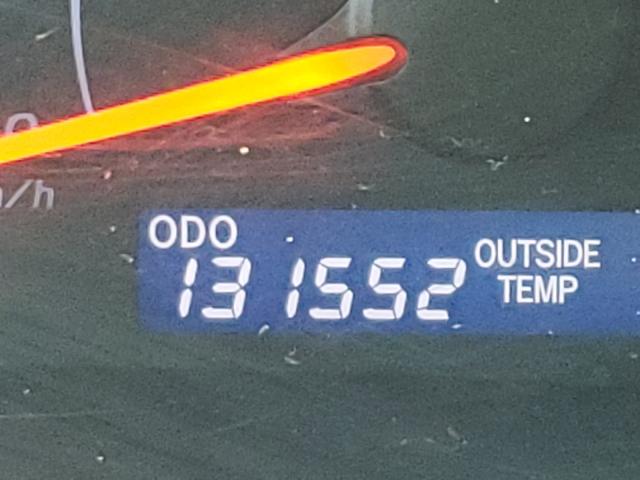 m/h
ODO
131552
OUTSIDE
TEMP